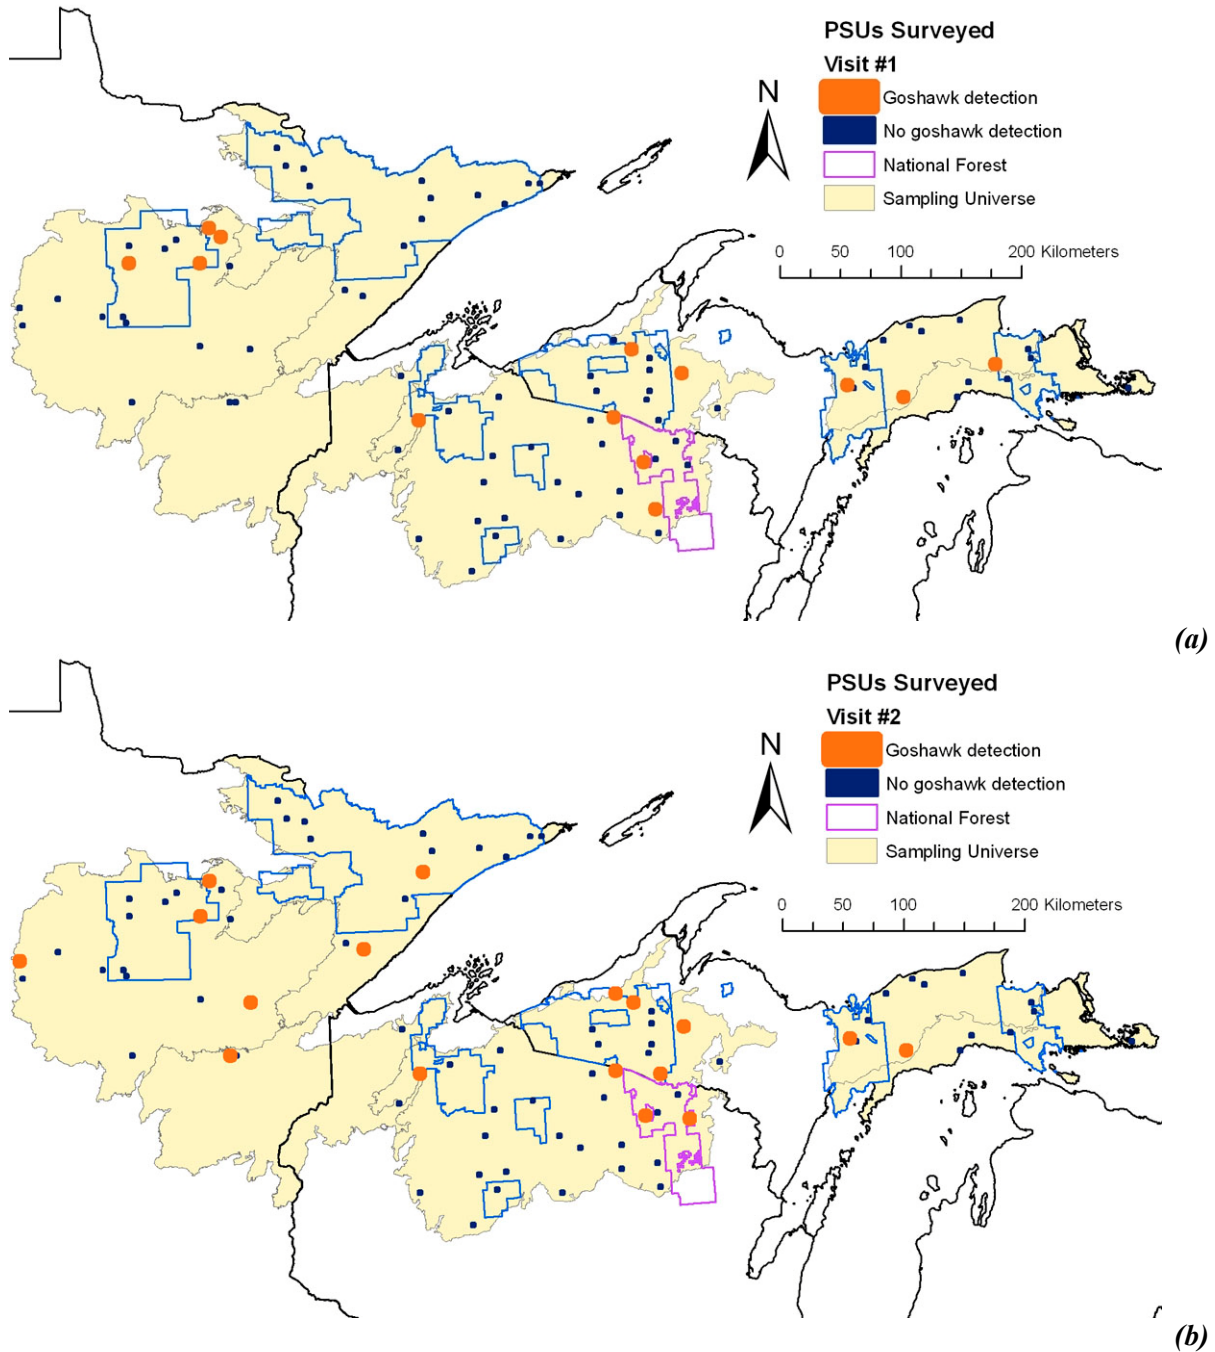 PSUs Surveyed
Visit #1
Goshawk detection
No goshawk detection
National Forest
Sampling Universe
N
0 50 100 200 Kilometers
(a)
PSUs Surveyed
Visit #2
Goshawk detection
No goshawk detection
National Forest
Sampling Universe
N
0 50 100 200 Kilometers
(b)